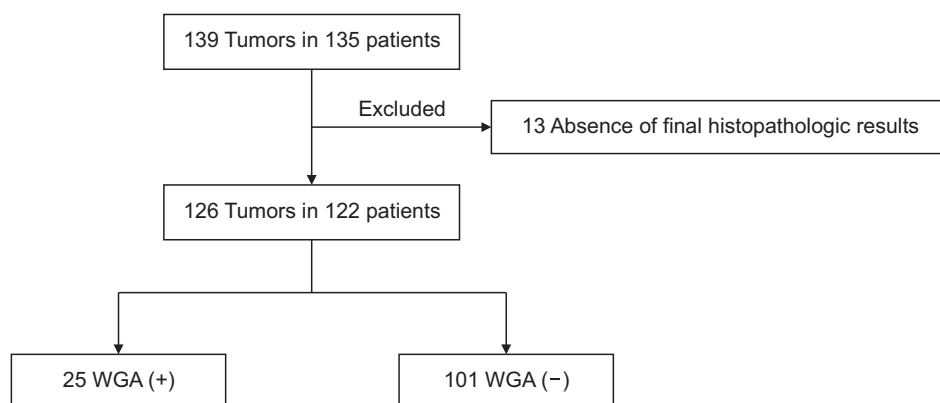 139 Tumors in 135 patients
Excluded
13 Absence of final histopathologic results
126 Tumors in 122 patients
25 WGA (+)
101 WGA (−)